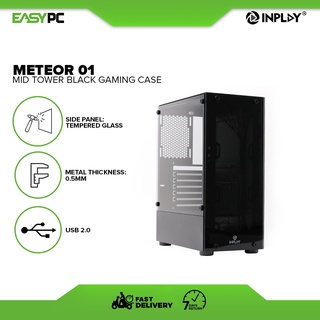 EASYPC
INPLAY
METEOR 01
MID TOWER BLACK GAMING CASE
SIDE PANEL:
TEMPERED GLASS
METAL THICKNESS:
0.5MM
USB 2.0
INPLAY
FAST
DELIVERY